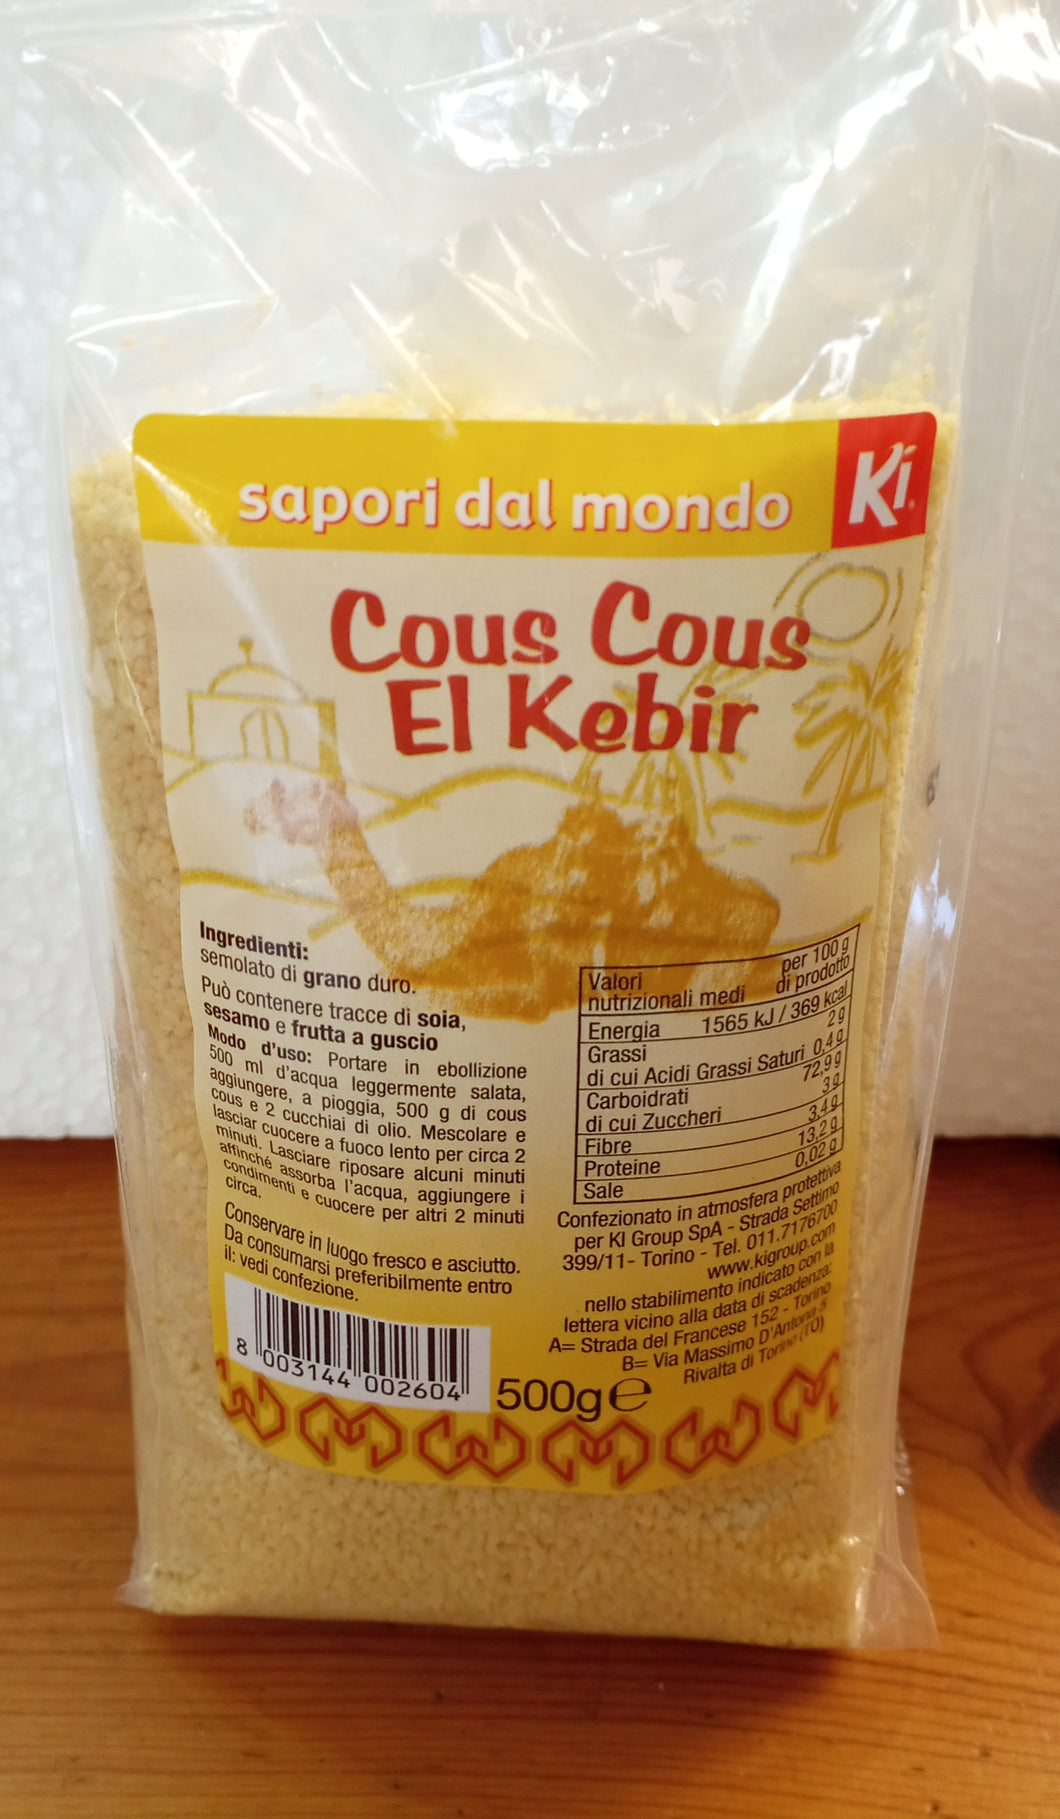 sapori dal mondo
Ki
Cous Cous
El Kebir
Ingredienti:
semolato di grano duro.
Può contenere tracce di soia,
sesamo e frutta a guscio
Modo d'uso: Portare in ebollizione
500 ml d'acqua leggermente salata,
aggiungere, a pioggia, 500 g di cous
cous e 2 cucchiai di olio. Mescolare e
lasciar cuocere a fuoco lento per circa 2
minuti. Lasciare riposare alcuni minuti
affinché assorba l'acqua, aggiungere i
condimenti e cuocere per altri 2 minuti
circa.
Conservare in luogo fresco e asciutto.
Da consumarsi preferibilmente entro
il: vedi confezione.
8 003144 002604
Valori per 100 g
nutrizionali medi di prodotto
Energia 1565 kJ / 369 kcal
Grassi 2 g
di cui Acidi Grassi Saturi 0,4 g
Carboidrati 72,9 g
di cui Zuccheri 3 g
Fibre 3,4 g
Proteine 13,2 g
Sale 0,02 g
Confezionato in atmosfera protettiva
per KI Group SpA - Strada Settimo
399/11- Torino - Tel. 011.7176700
www.kigroup.com
nello stabilimento indicato con la
lettera vicino alla data di scadenza:
A= Strada del Francese 152 - Torino
B= Via Massimo D'Antona 5
Rivalta di Torino (TO)
500g e